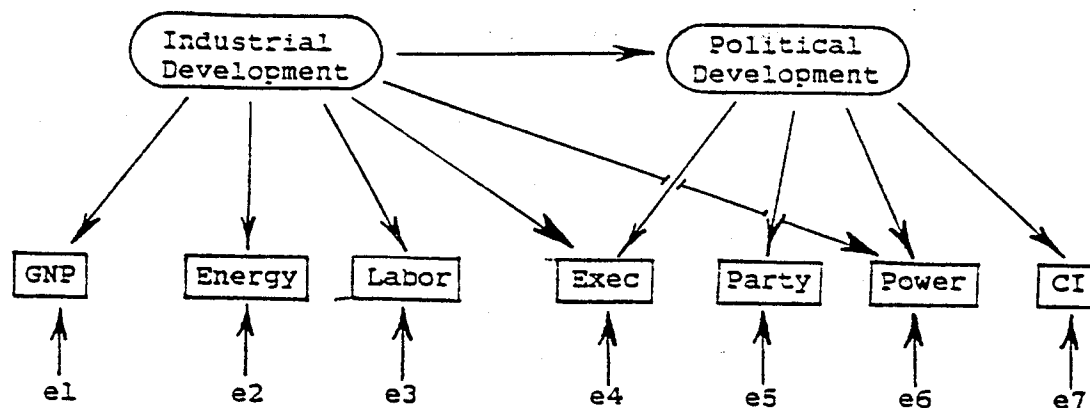 Industrial
Development
Political
Development
GNP
Energy
Labor
Exec
Party
Power
CI
e1
e2
e3
e4
e5
e6
e7